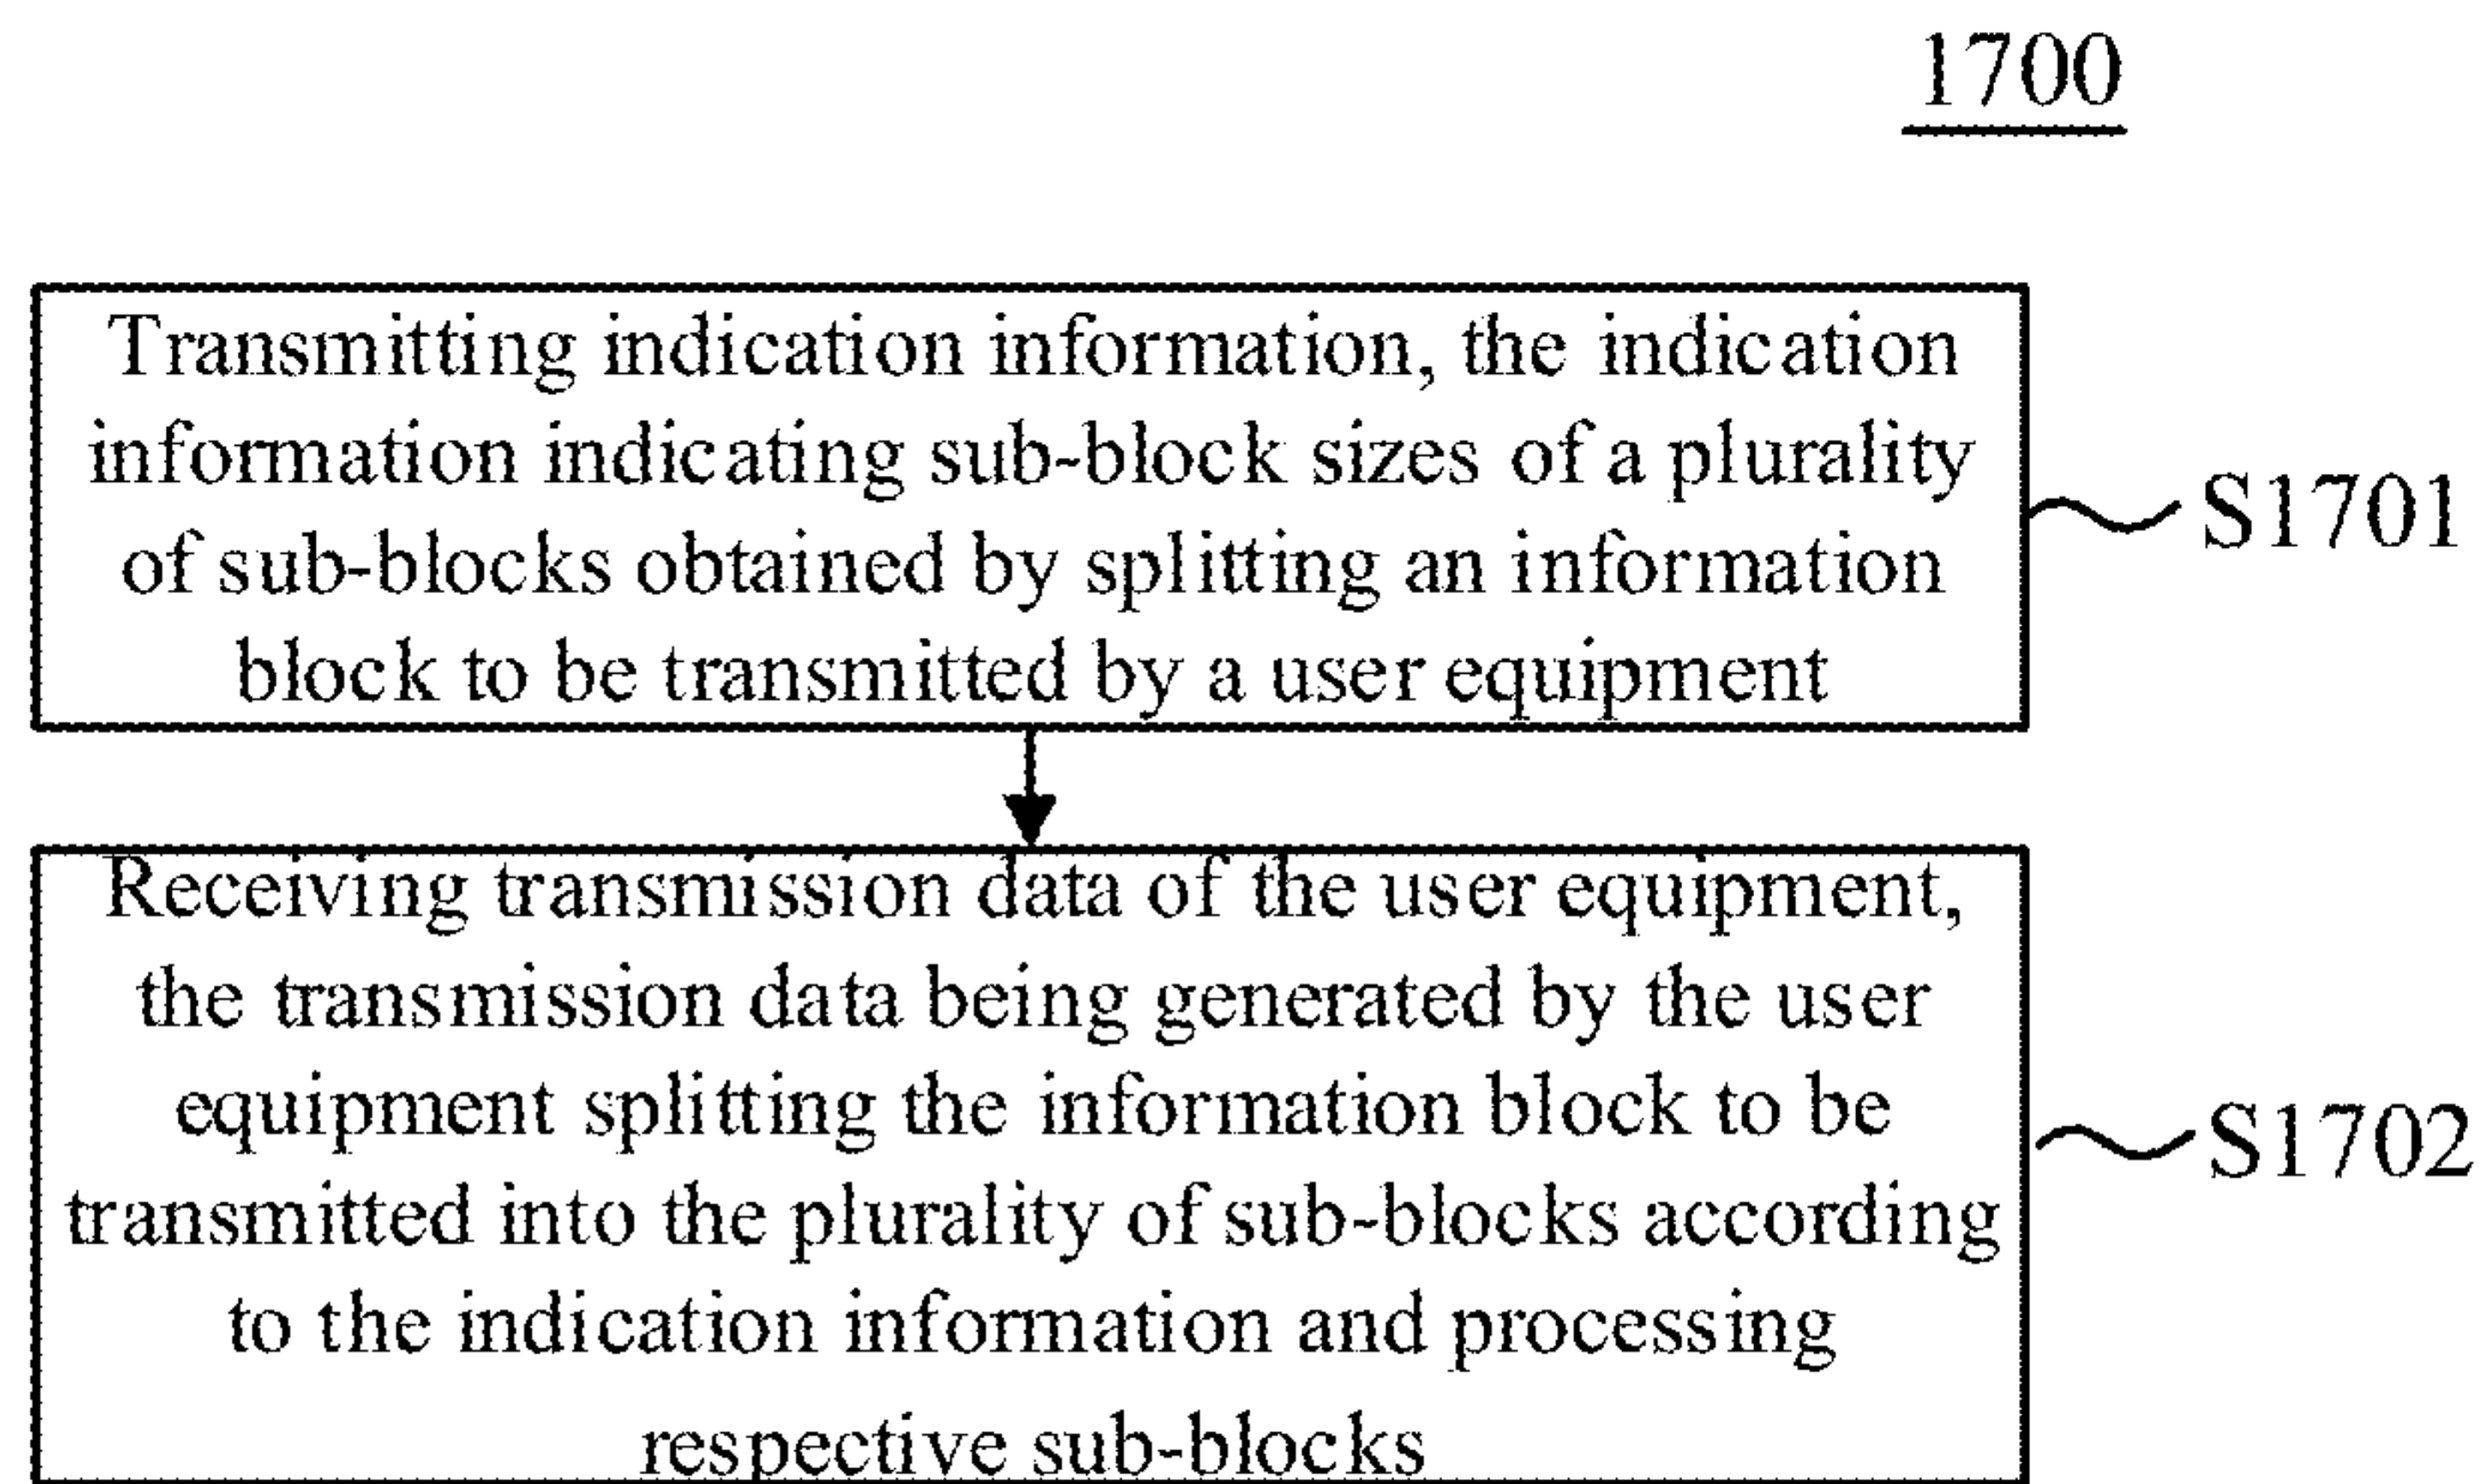 1700
Transmitting indication information, the indication
information indicating sub-block sizes of a plurality
of sub-blocks obtained by splitting an information
block to be transmitted by a user equipment
S1701
Receiving transmission data of the user equipment,
the transmission data being generated by the user
equipment splitting the information block to be
transmitted into the plurality of sub-blocks according
to the indication information and processing
respective sub-blocks
S1702